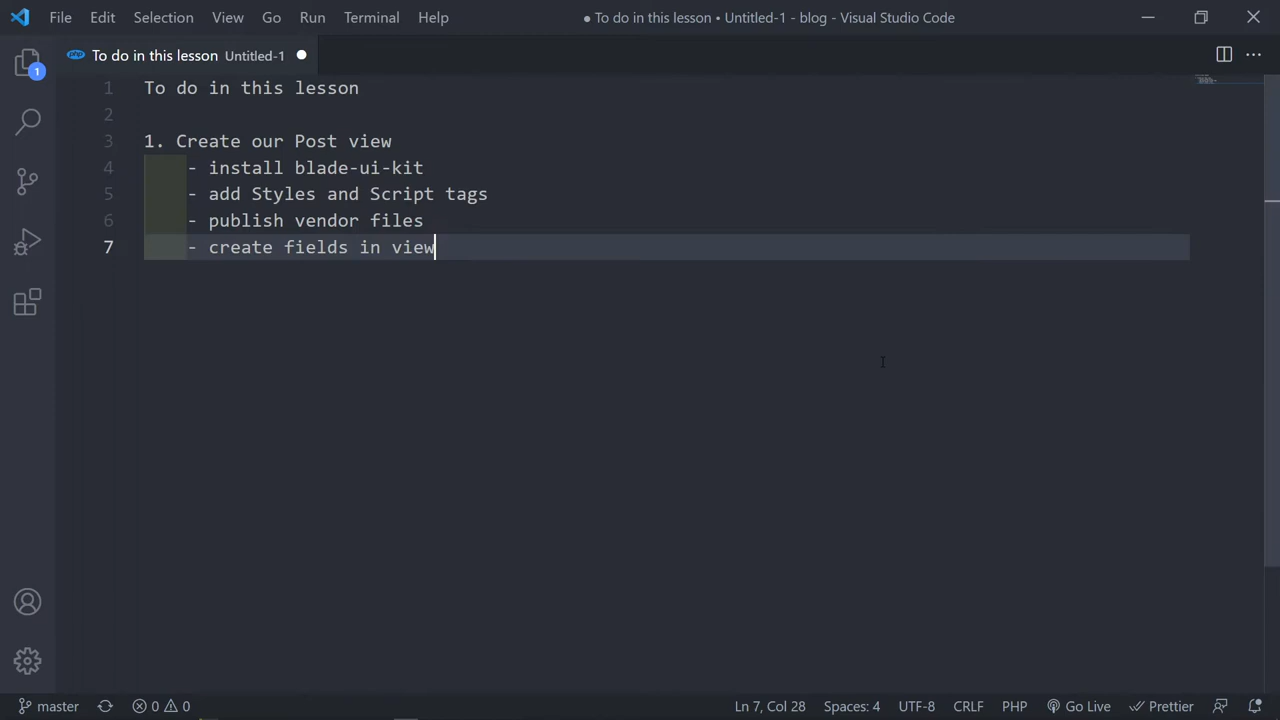 File Edit Selection View Go Run Terminal Help ● To do in this lesson • Untitled-1 - blog - Visual Studio Code
php To do in this lesson Untitled-1
1
1 To do in this lesson
2
3 1. Create our Post view
4 - install blade-ui-kit
5 - add Styles and Script tags
6 - publish vendor files
7 - create fields in view
master 0 0 Ln 7, Col 28 Spaces: 4 UTF-8 CRLF PHP Go Live Prettier